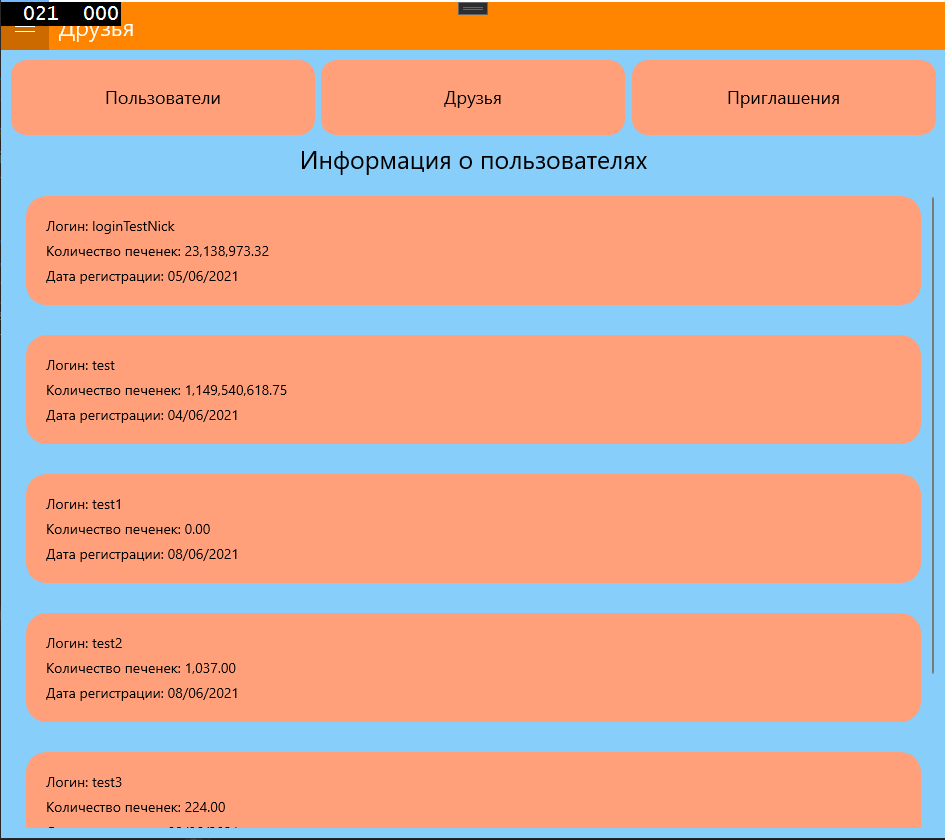 021 000
Друзья
Пользователи Друзья Приглашения
Информация о пользователях
Логин: loginTestNick
Количество печенек: 23,138,973.32
Дата регистрации: 05/06/2021
Логин: test
Количество печенек: 1,149,540,618.75
Дата регистрации: 04/06/2021
Логин: test1
Количество печенек: 0.00
Дата регистрации: 08/06/2021
Логин: test2
Количество печенек: 1,037.00
Дата регистрации: 08/06/2021
Логин: test3
Количество печенек: 224.00